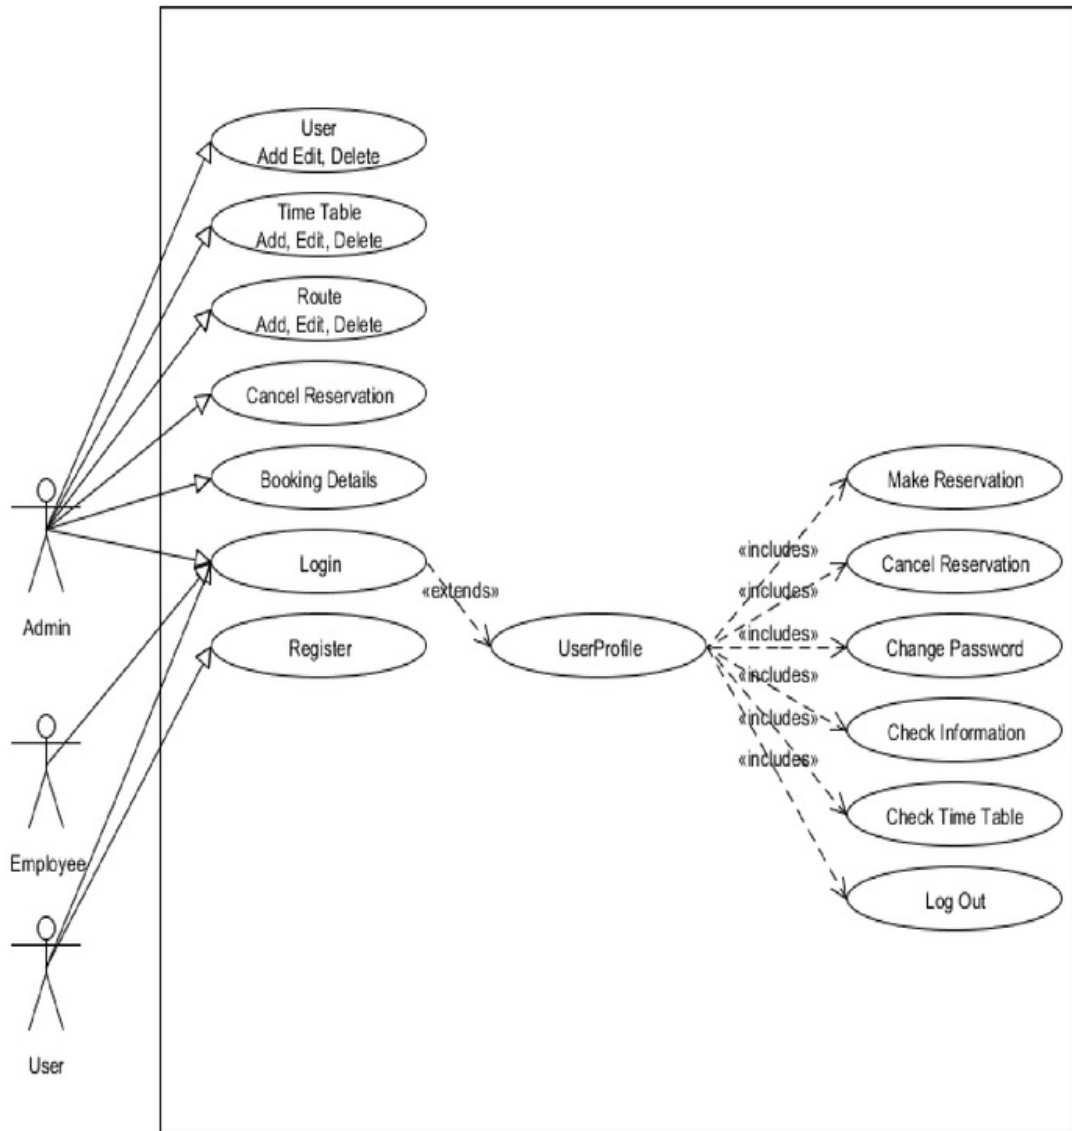 User
Add Edit, Delete
Time Table
Add, Edit, Delete
Route
Add, Edit, Delete
Cancel Reservation
Booking Details
Login
Register
Admin
Employee
User
«extends»
UserProfile
«includes»
«includes»
«includes»
«includes»
«includes»
«includes»
Make Reservation
Cancel Reservation
Change Password
Check Information
Check Time Table
Log Out